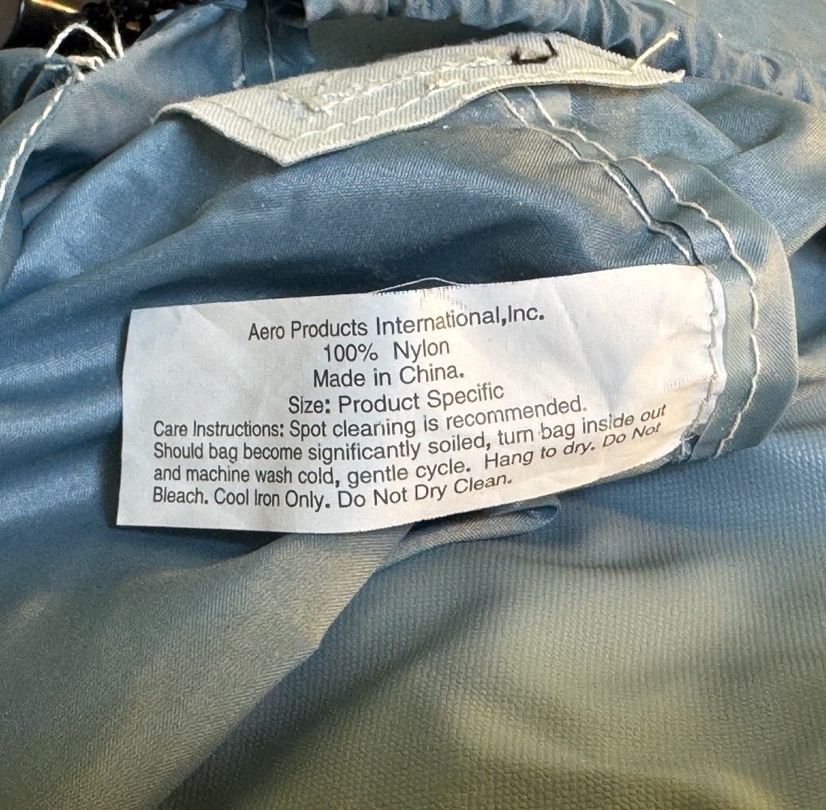 Aero Products International,Inc.
100% Nylon
Made in China.
Size: Product Specific
Care Instructions: Spot cleaning is recommended.
Should bag become significantly soiled, turn bag inside out
and machine wash cold, gentle cycle. Hang to dry. Do Not
Bleach. Cool Iron Only. Do Not Dry Clean.